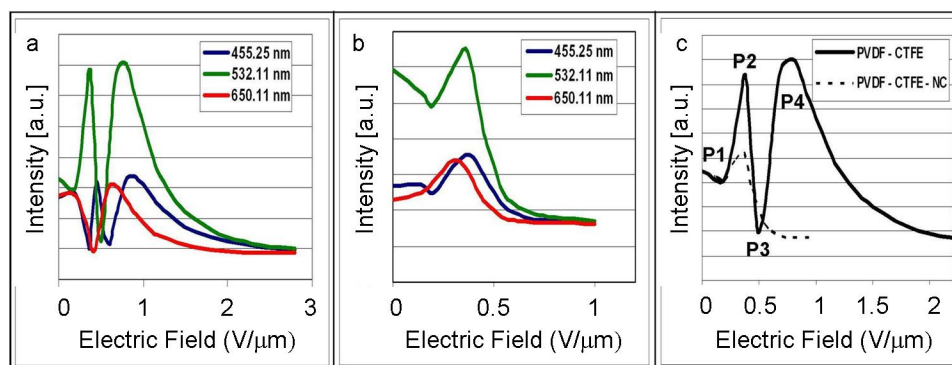 a
455.25 nm
532.11 nm
650.11 nm
Intensity [a.u.]
0 1 2 3
Electric Field (V/μm)
b
455.25 nm
532.11 nm
650.11 nm
Intensity [a.u.]
0 0.5 1
Electric Field (V/μm)
c
PVDF - CTFE
PVDF - CTFE - NC
P1
P2
P3
P4
Intensity [a.u.]
0 0.5 1 1.5 2
Electric Field (V/μm)